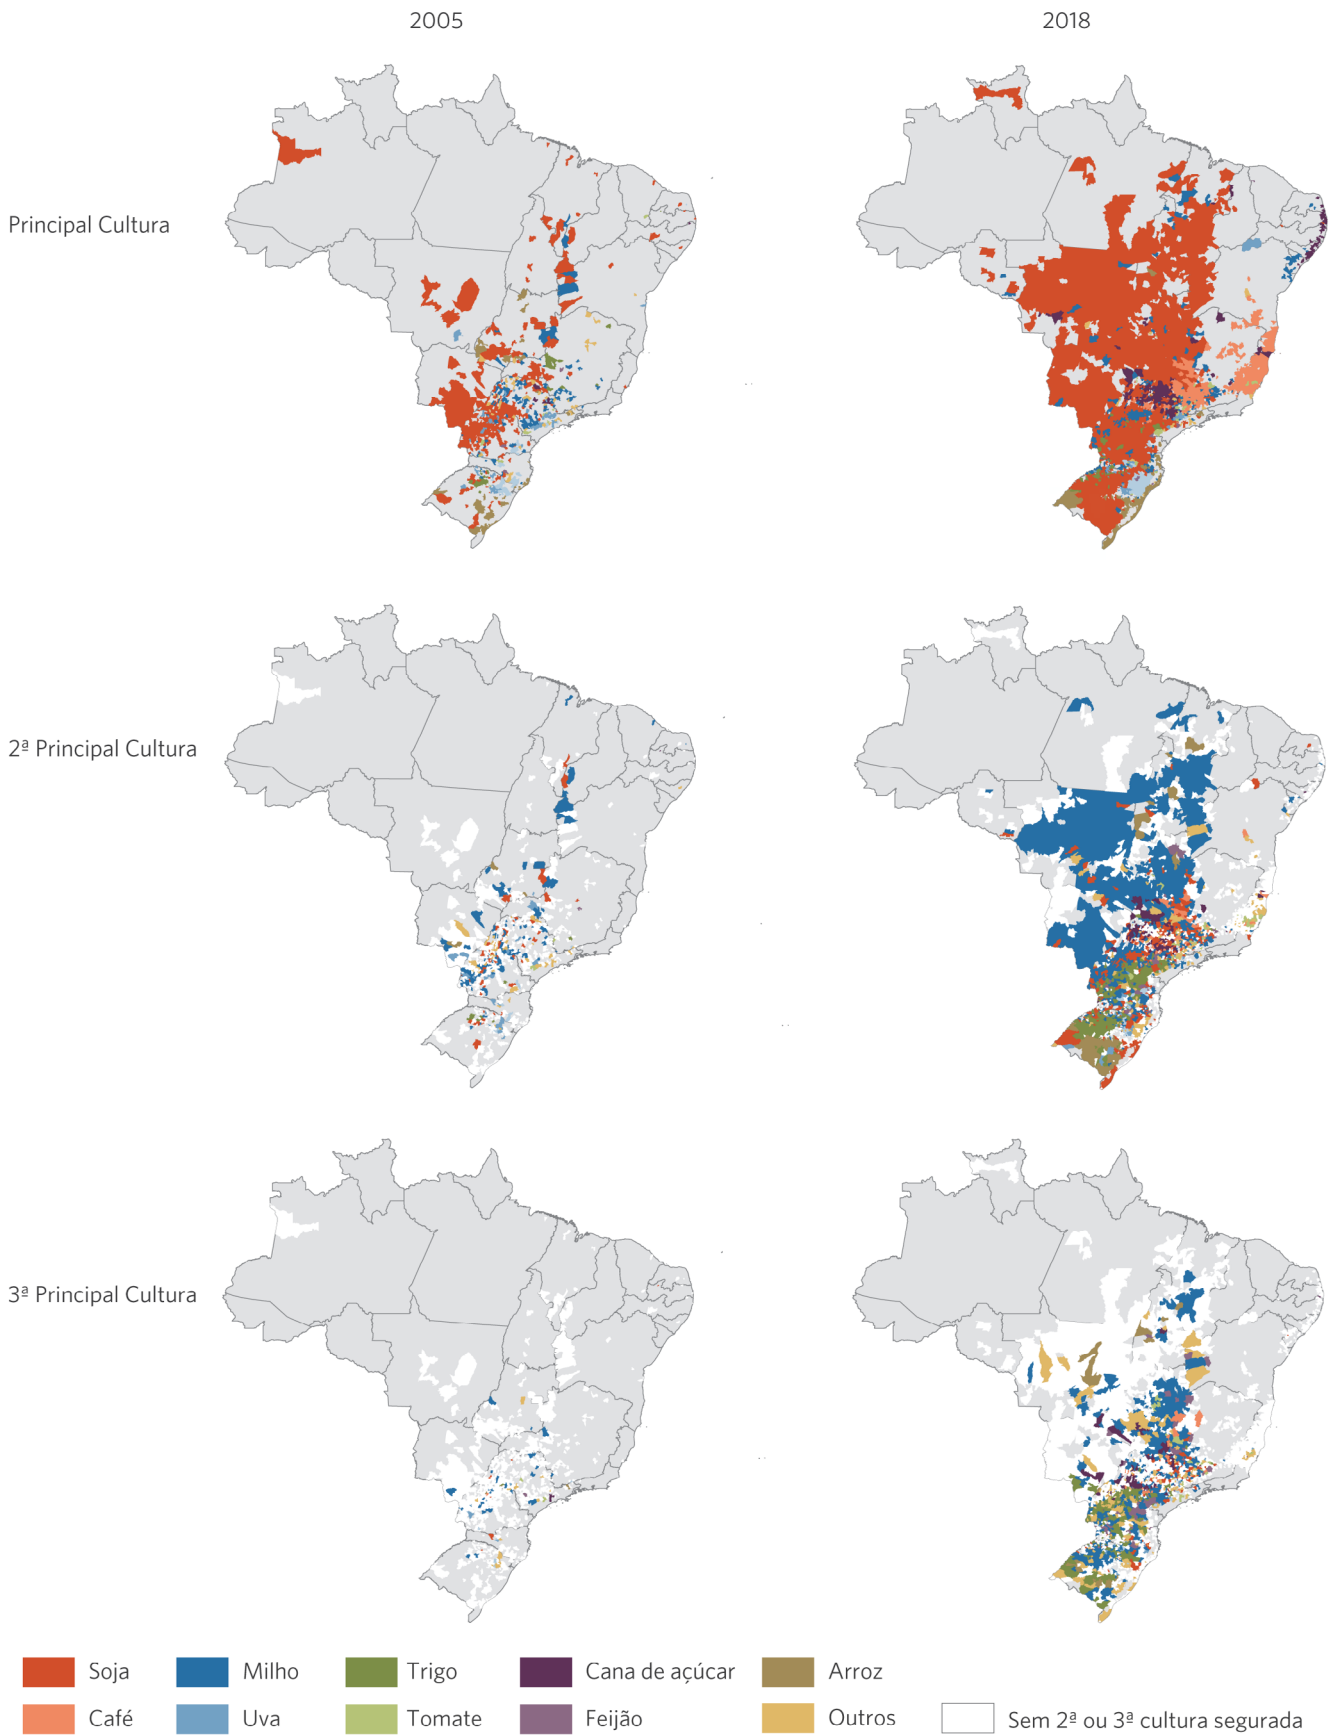 2005
2018
Principal Cultura
2ª Principal Cultura
3ª Principal Cultura
Soja
Milho
Trigo
Cana de açúcar
Arroz
Café
Uva
Tomate
Feijão
Outros
Sem 2ª ou 3ª cultura segurada